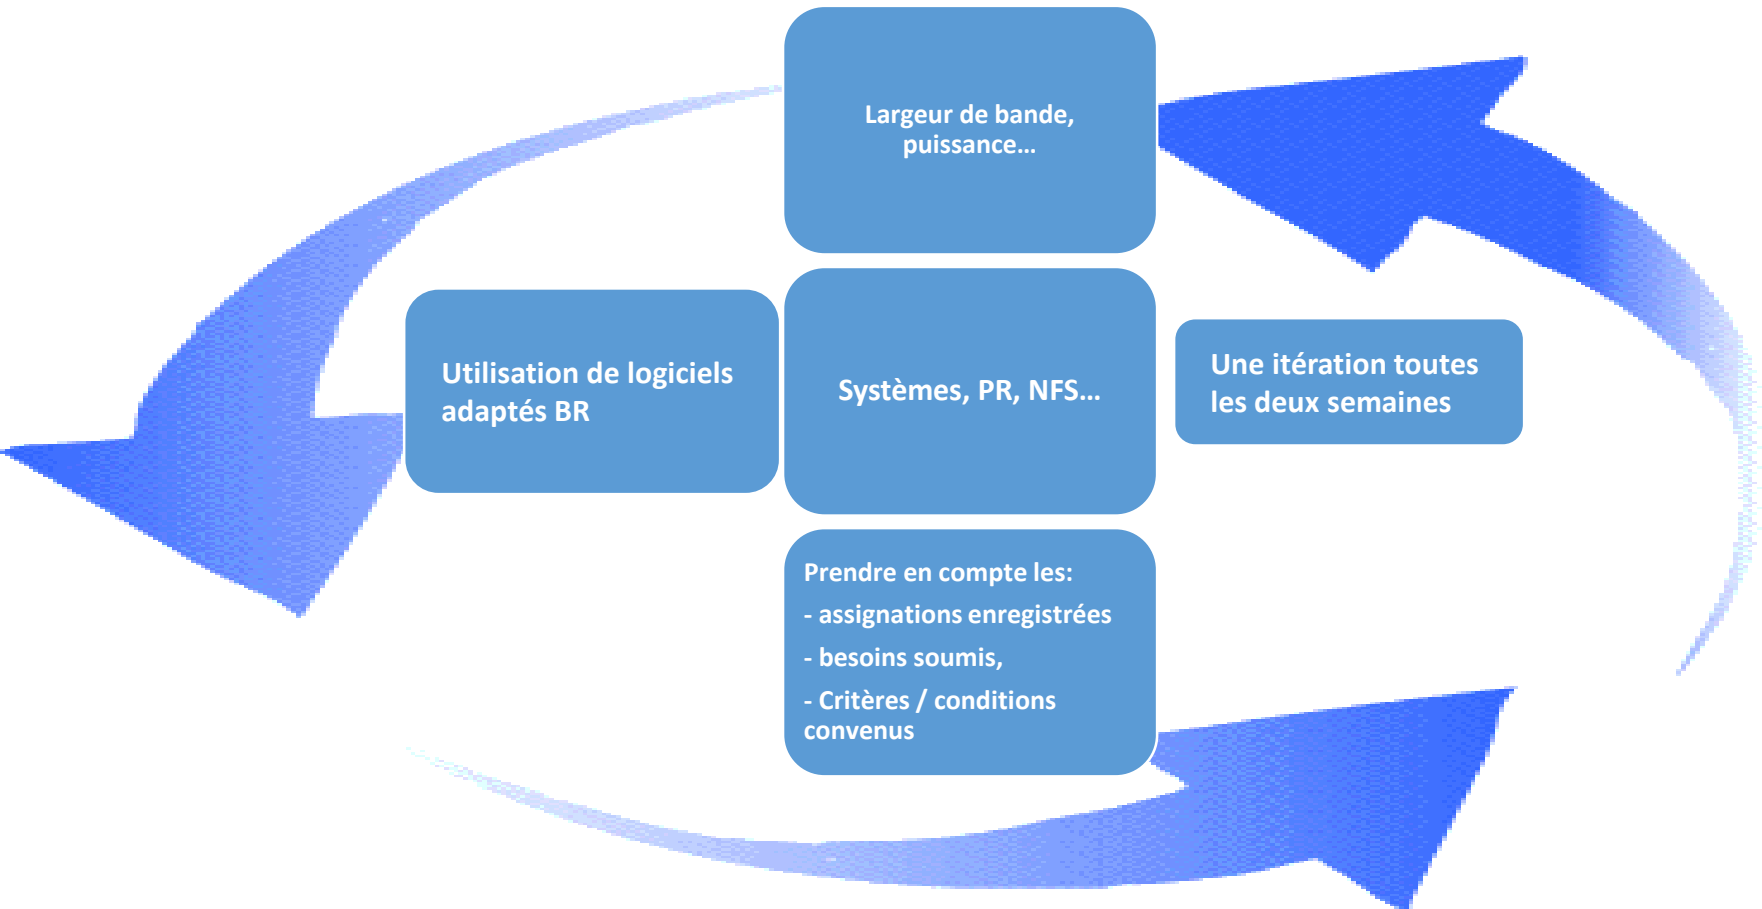 Largeur de bande,
puissance…
Utilisation de logiciels
adaptés BR
Systèmes, PR, NFS…
Une itération toutes
les deux semaines
Prendre en compte les:
- assignations enregistrées
- besoins soumis,
- Critères / conditions
convenus